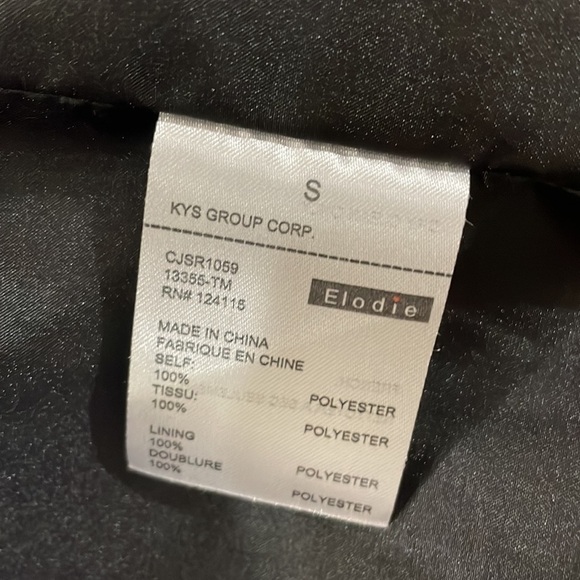 S
KYS GROUP CORP.
CJSR1059
13355-TM
RN# 124115
Elodie
MADE IN CHINA
FABRIQUE EN CHINE
SELF:
100% POLYESTER
TISSU:
100% POLYESTER
LINING
100% POLYESTER
DOUBLURE
100% POLYESTER